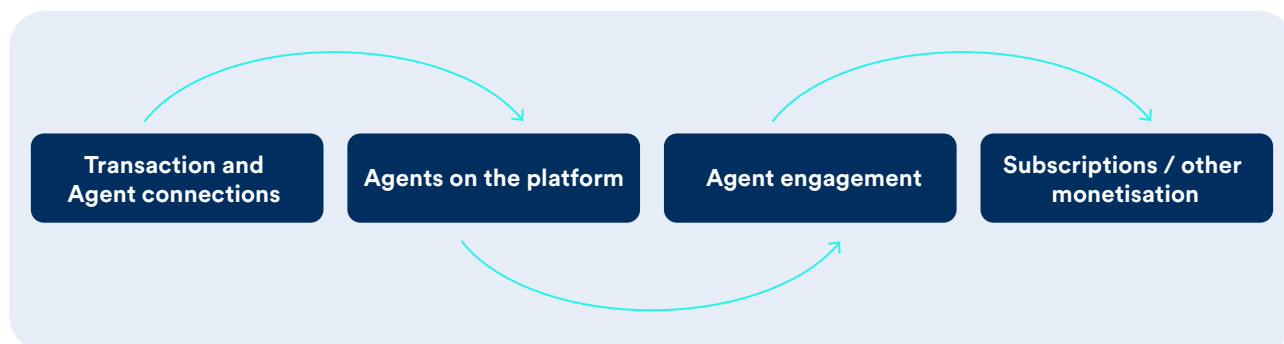 Transaction and
Agent connections
Agents on the platform
Agent engagement
Subscriptions / other
monetisation